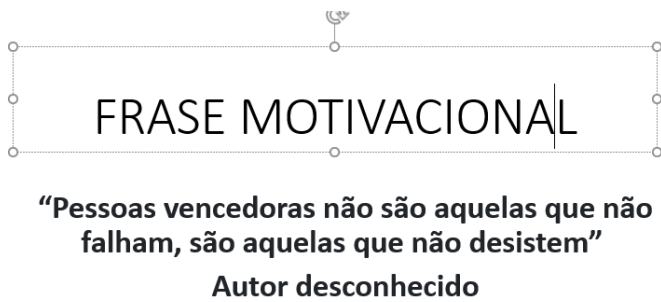 FRASE MOTIVACIONAL
“Pessoas vencedoras não são aquelas que não
falham, são aquelas que não desistem”
Autor desconhecido